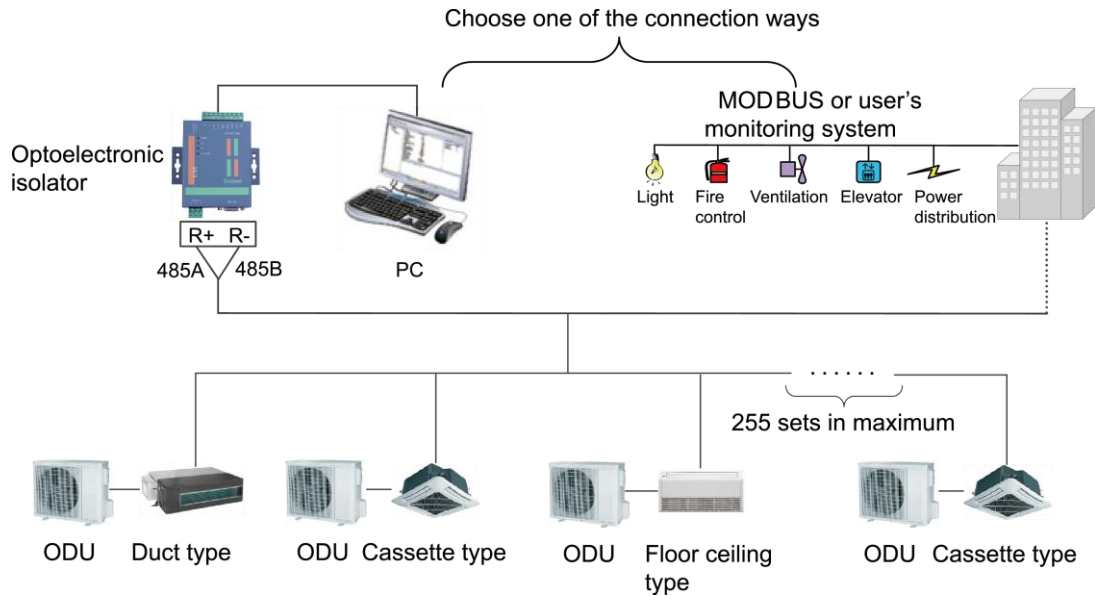 Choose one of the connection ways
MODBUS or user's
monitoring system
Optoelectronic
isolator
Light
Fire
control
Ventilation
Elevator
Power
distribution
R+ R-
485A
485B
PC
......
255 sets in maximum
ODU
Duct type
ODU
Cassette type
ODU
Floor ceiling
type
ODU
Cassette type